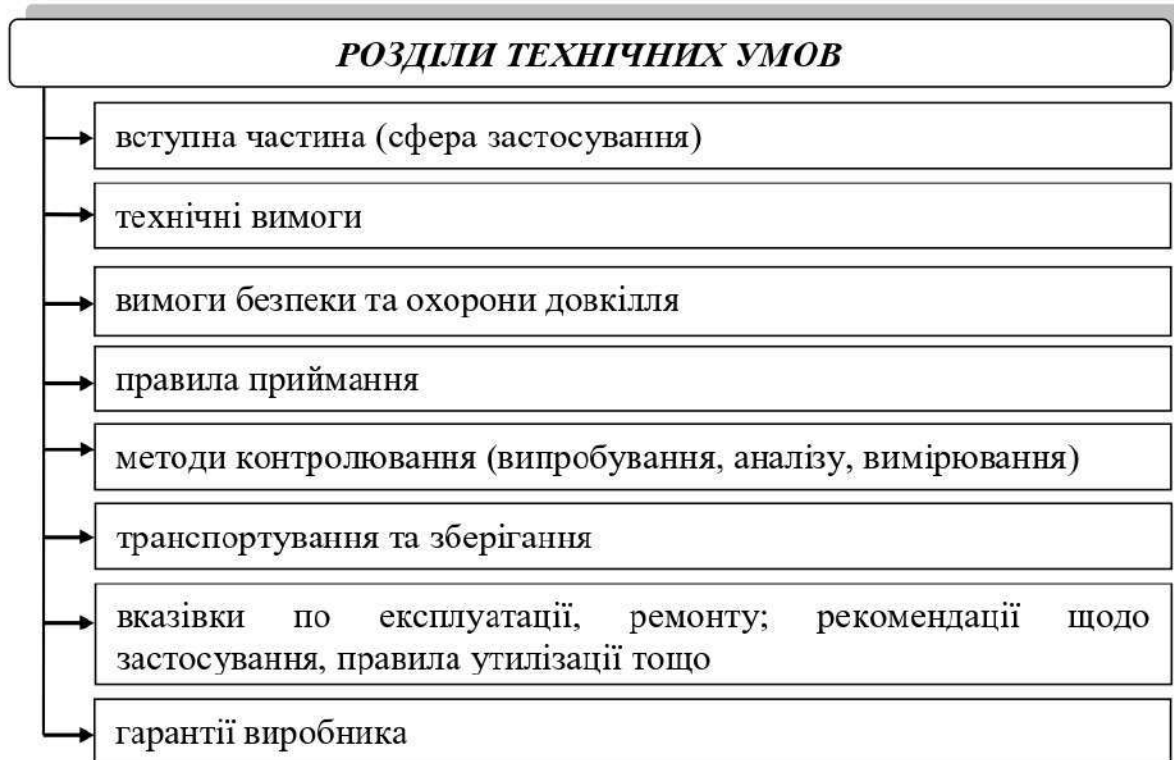 РОЗДІЛИ ТЕХНІЧНИХ УМОВ
вступна частина (сфера застосування)
технічні вимоги
вимоги безпеки та охорони довкілля
правила приймання
методи контролювання (випробування, аналізу, вимірювання)
транспортування та зберігання
вказівки по експлуатації, ремонту; рекомендації щодо
застосування, правила утилізації тощо
гарантії виробника